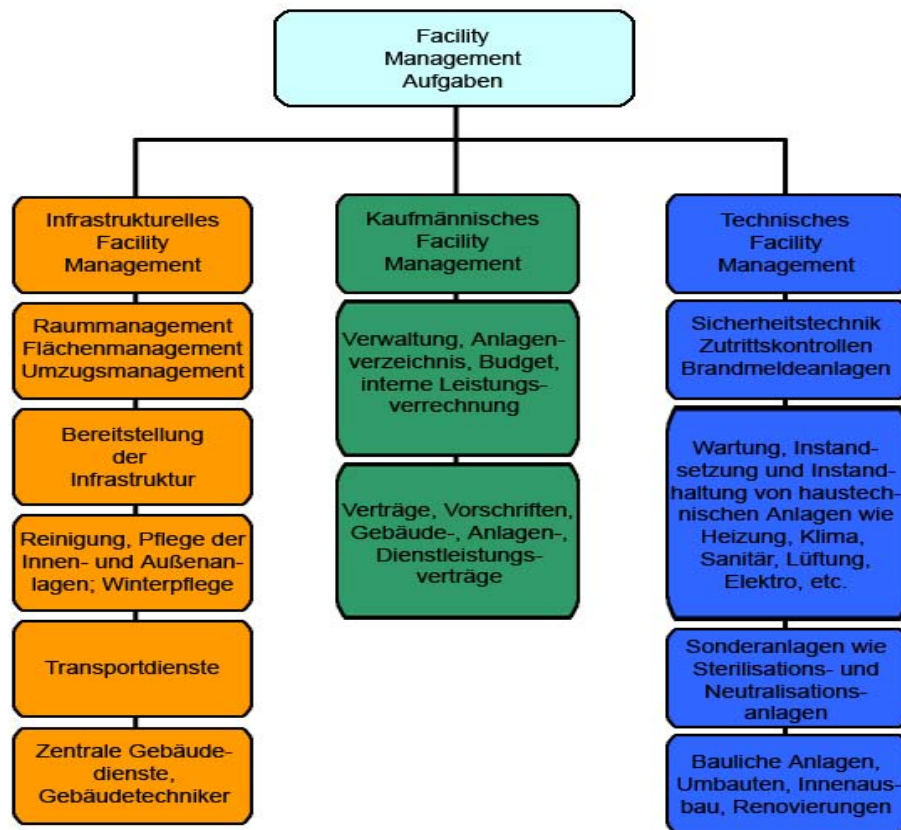 Facility
Management
Aufgaben
Infrastrukturelles
Facility
Management
Raummanagement
Flächenmanagement
Umzugsmanagement
Bereitstellung
der
Infrastruktur
Reinigung, Pflege der
Innen- und Außenan-
lagen; Winterpflege
Transportdienste
Zentrale Gebäude-
dienste,
Gebäudetechniker
Kaufmännisches
Facility
Management
Verwaltung, Anlagen-
verzeichnis, Budget,
interne Leistungs-
verrechnung
Verträge, Vorschriften,
Gebäude-, Anlagen-,
Dienstleistungs-
verträge
Technisches
Facility
Management
Sicherheitstechnik
Zutrittskontrollen
Brandmeldeanlagen
Wartung, Instand-
setzung und Instand-
haltung von haustech-
nischen Anlagen wie
Heizung, Klima,
Sanitär, Lüftung,
Elektro, etc.
Sonderanlagen wie
Sterilisations- und
Neutralisations-
anlagen
Bauliche Anlagen,
Umbauten, Innenaus-
bau, Renovierungen